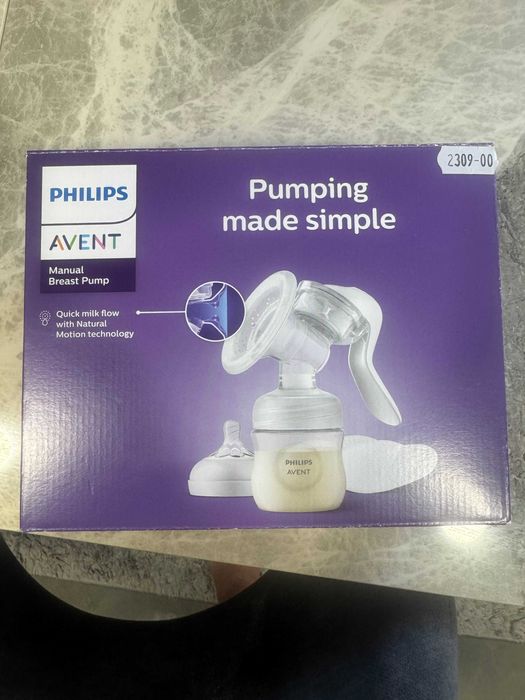 2309-00
PHILIPS
AVENT
Manual
Breast Pump
Pumping
made simple
Quick milk flow
with Natural
Motion technology
PHILIPS
AVENT